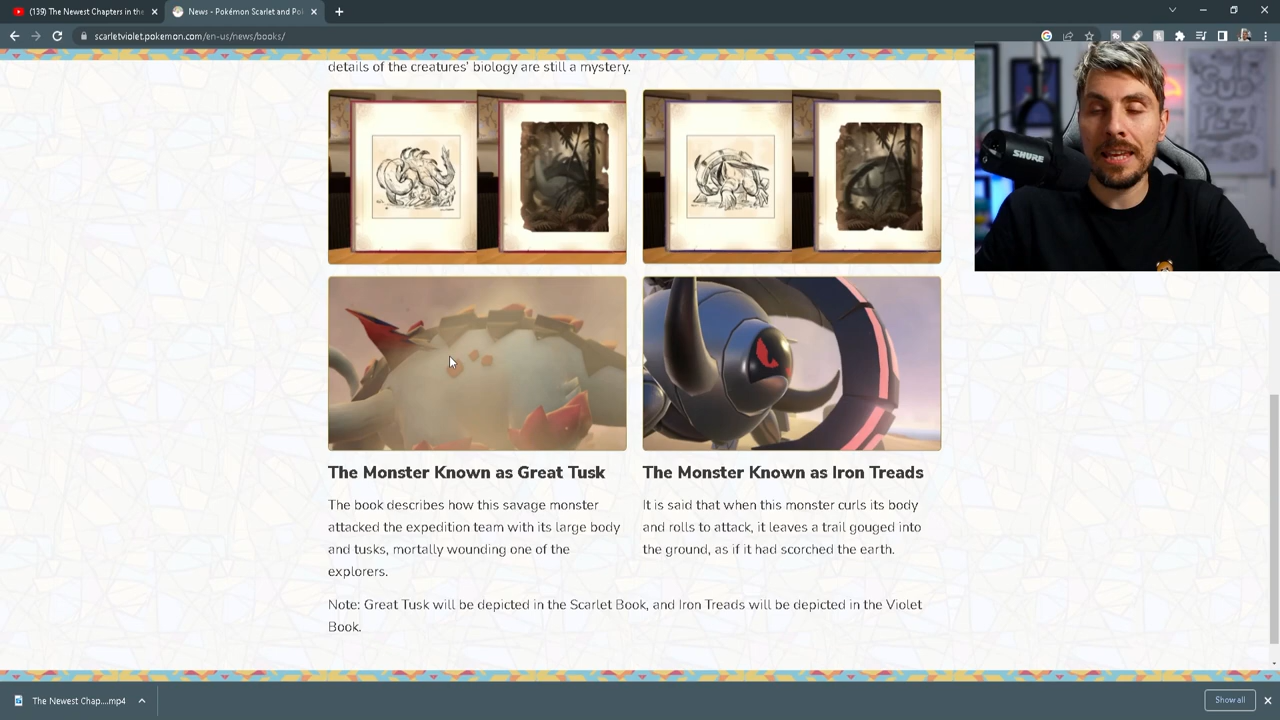 (139) The Newest Chapters in the
News - Pokémon Scarlet and Pok
scarletviolet.pokemon.com/en-us/news/books/
details of the creatures' biology are still a mystery.
SHURE
The Monster Known as Great Tusk
The book describes how this savage monster
attacked the expedition team with its large body
and tusks, mortally wounding one of the
explorers.
The Monster Known as Iron Treads
It is said that when this monster curls its body
and rolls to attack, it leaves a trail gouged into
the ground, as if it had scorched the earth.
Note: Great Tusk will be depicted in the Scarlet Book, and Iron Treads will be depicted in the Violet
Book.
The Newest Chap....mp4
Show all